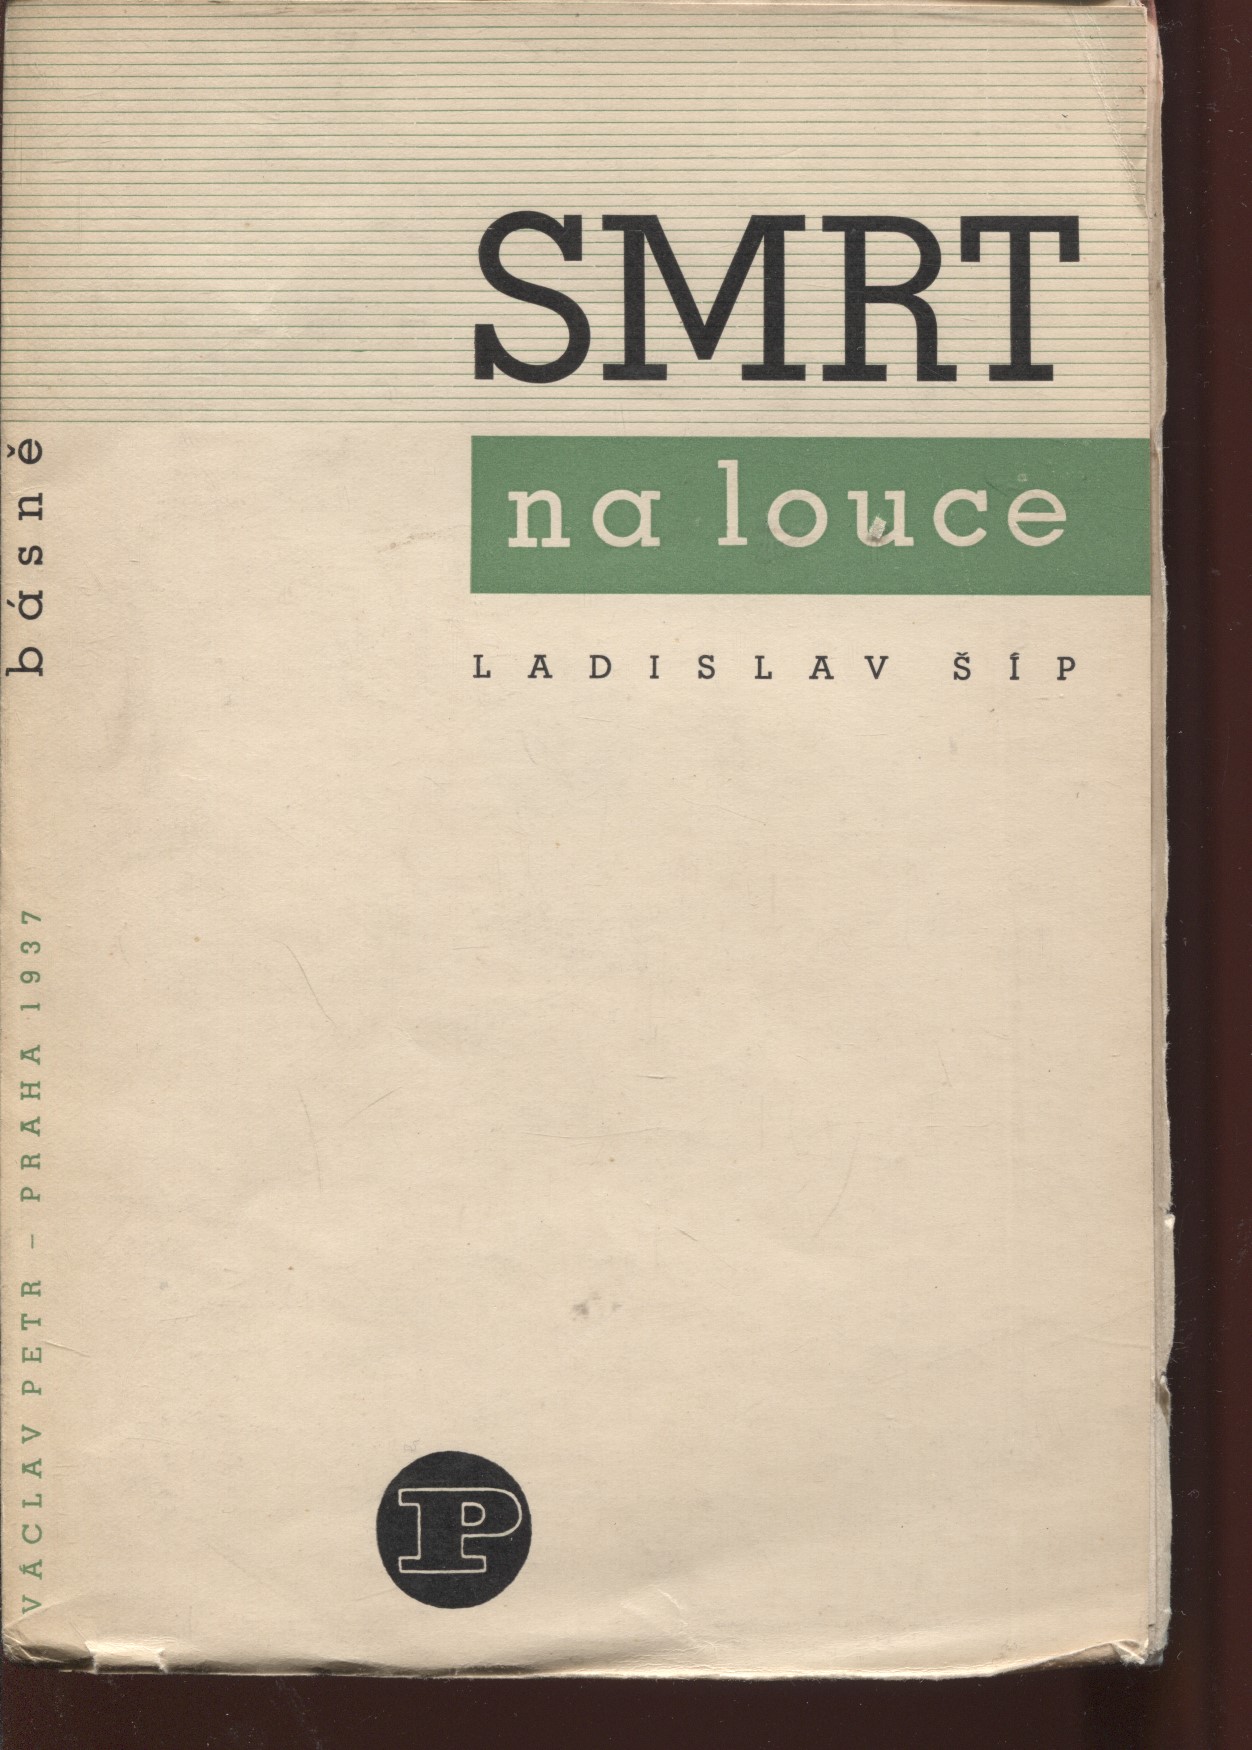 SMRT
na louce
LADISLAV ŠÍP
básně
VÁCLAV PETR – PRAHA 1937
P